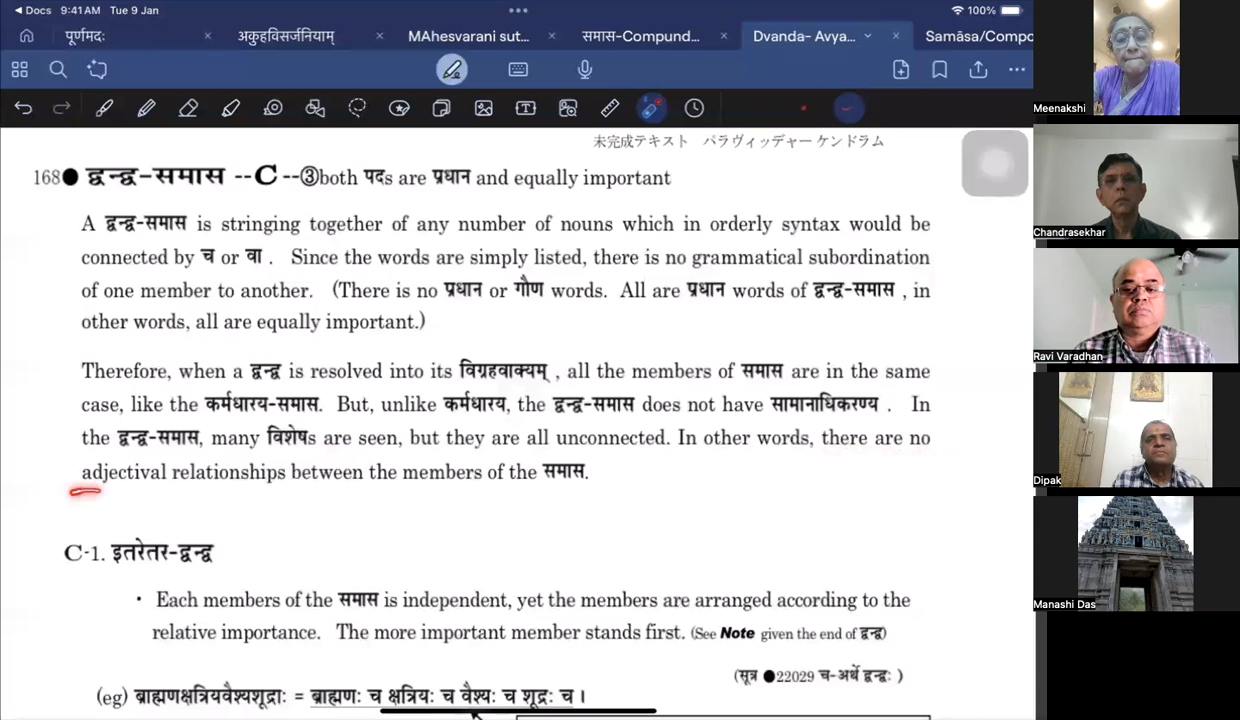 Docs 9:41 AM Tue 9 Jan 100%
पूर्णमदः अकुहविसर्जनियाम् MAhesvarani sut... समास-Compund... Dvanda- Avya... Samāsa/Compo
未完成テキスト パラヴィッデャー ケンドラム
168● द्वन्द्व-समास --C--③both पदs are प्रधान and equally important
A द्वन्द्व-समास is stringing together of any number of nouns which in orderly syntax would be
connected by च or वा . Since the words are simply listed, there is no grammatical subordination
of one member to another. (There is no प्रधान or गौण words. All are प्रधान words of द्वन्द्व-समास , in
other words, all are equally important.)
Therefore, when a द्वन्द्व is resolved into its विग्रहवाक्यम् , all the members of समास are in the same
case, like the कर्मधारय-समास. But, unlike कर्मधारय, the द्वन्द्व-समास does not have सामानाधिकरण्य . In
the द्वन्द्व-समास, many विशेषs are seen, but they are all unconnected. In other words, there are no
adjectival relationships between the members of the समास.
C-1. इतरेतर-द्वन्द्व
・ Each members of the समास is independent, yet the members are arranged according to the
relative importance. The more important member stands first. (See Note given the end of द्वन्द्व)
(सूत्र ●22029 च-अर्थे द्वन्द्वः )
(eg) ब्राह्मणक्षत्रियवैश्यशूद्राः = ब्राह्मणः च क्षत्रियः च वैश्यः च शूद्रः च ।
Meenakshi
Chandrasekhar
Ravi Varadhan
Dipak
Manashi Das